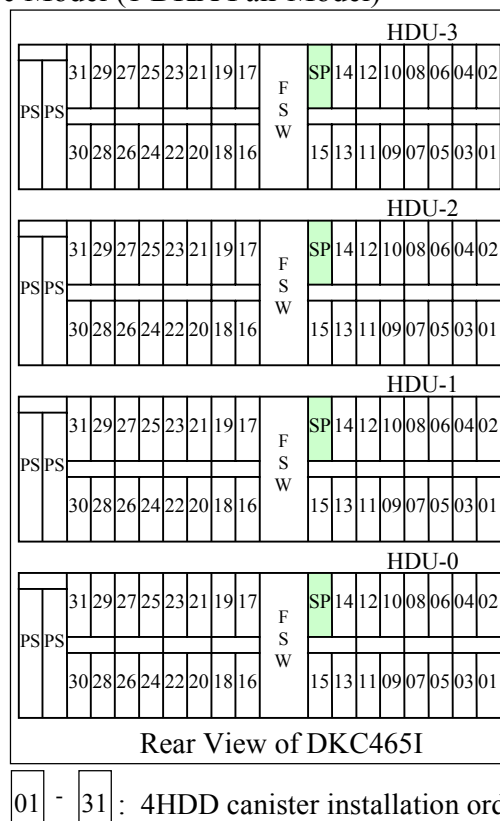 HDU-3
31 29 27 25 23 21 19 17 SP 14 12 10 08 06 04 02
PS PS F S W
30 28 26 24 22 20 18 16 15 13 11 09 07 05 03 01
HDU-2
31 29 27 25 23 21 19 17 SP 14 12 10 08 06 04 02
PS PS F S W
30 28 26 24 22 20 18 16 15 13 11 09 07 05 03 01
HDU-1
31 29 27 25 23 21 19 17 SP 14 12 10 08 06 04 02
PS PS F S W
30 28 26 24 22 20 18 16 15 13 11 09 07 05 03 01
HDU-0
31 29 27 25 23 21 19 17 SP 14 12 10 08 06 04 02
PS PS F S W
30 28 26 24 22 20 18 16 15 13 11 09 07 05 03 01
Rear View of DKC465I
01 - 31 : 4HDD canister installation